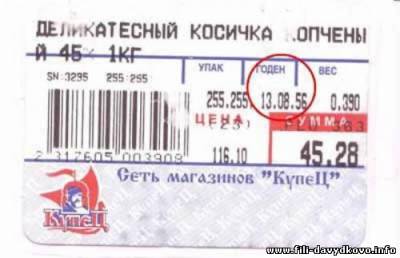 ДЕЛИКАТЕСНЫЙ КОСИЧКА КОПЧЕНЫ
Й 45% 1КГ
SN:3295 255:255
УПАК ГОДЕН ВЕС
255.255 13.08.56 0.390
ЦЕНА СУММА
116.10 45.28
2 317605 003908
Сеть магазинов "КупеЦ"
КупеЦ
www.fili-davydkovo.info